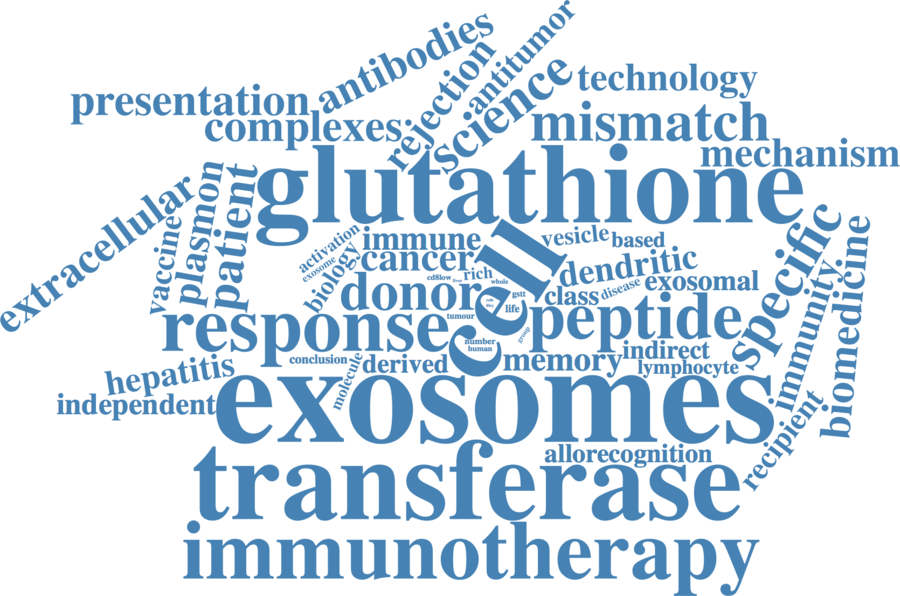 antitumor
antibodies
rejection
science
technology
presentation
complexes
mismatch
mechanism
glutathione
extracellular
vaccine
plasmon
patient
activation
exosome
biology
immune
cancer
cell
vesicle
based
dendritic
specific
biomedicine
immunity
cd8low
rich
whole
donor
class
disease
exosomal
gstt
life
tumour
group
response
peptide
number
human
conclusion
molecule
derived
memory
indirect
lymphocyte
hepatitis
independent
exosomes
recipient
allorecognition
transferase
immunotherapy